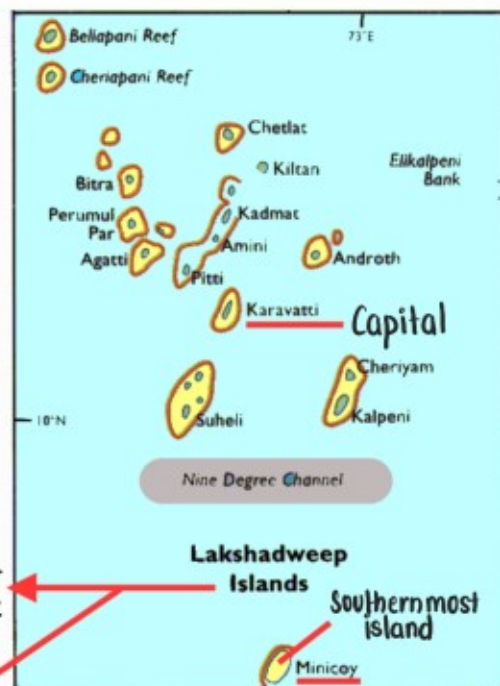 Bellapani Reef
73°E
Cheriapani Reef
Chetlat
Kiltan
Elikalpeni
Bank
Bitra
Perumul
Par
Kadmat
Amini
Agatti
Androth
Pitti
Karavatti
Capital
Cheriyam
Kalpeni
Suheli
10°N
Nine Degree Channel
Lakshadweep
Islands
Southernmost
island
Minicoy